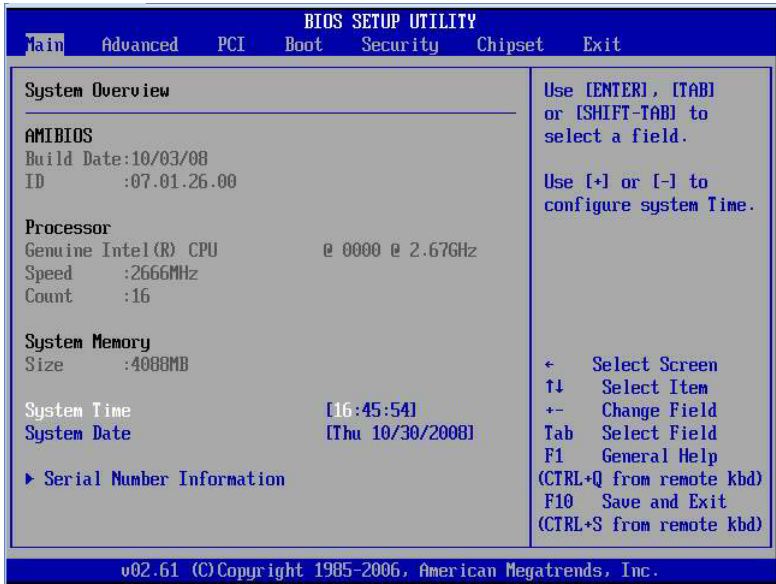 BIOS SETUP UTILITY
Main Advanced PCI Boot Security Chipset Exit
System Overview
AMIBIOS
Build Date:10/03/08
ID :07.01.26.00
Processor
Genuine Intel(R) CPU @ 0000 @ 2.67GHz
Speed :2666MHz
Count :16
System Memory
Size :4088MB
System Time [16:45:54]
System Date [Thu 10/30/2008]
▶ Serial Number Information
Use [ENTER], [TAB]
or [SHIFT-TAB] to
select a field.
Use [+] or [-] to
configure system Time.
← Select Screen
↑↓ Select Item
+- Change Field
Tab Select Field
F1 General Help
(CTRL+Q from remote kbd)
F10 Save and Exit
(CTRL+S from remote kbd)
v02.61 (C)Copyright 1985-2006, American Megatrends, Inc.